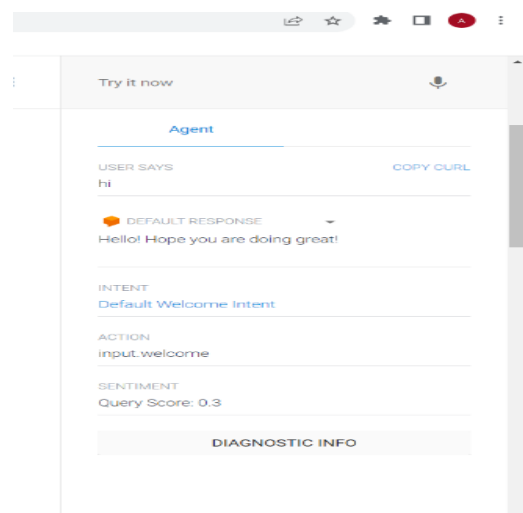 A
Try it now
Agent
USER SAYS COPY CURL
hi
DEFAULT RESPONSE
Hello! Hope you are doing great!
INTENT
Default Welcome Intent
ACTION
input.welcome
SENTIMENT
Query Score: 0.3
DIAGNOSTIC INFO